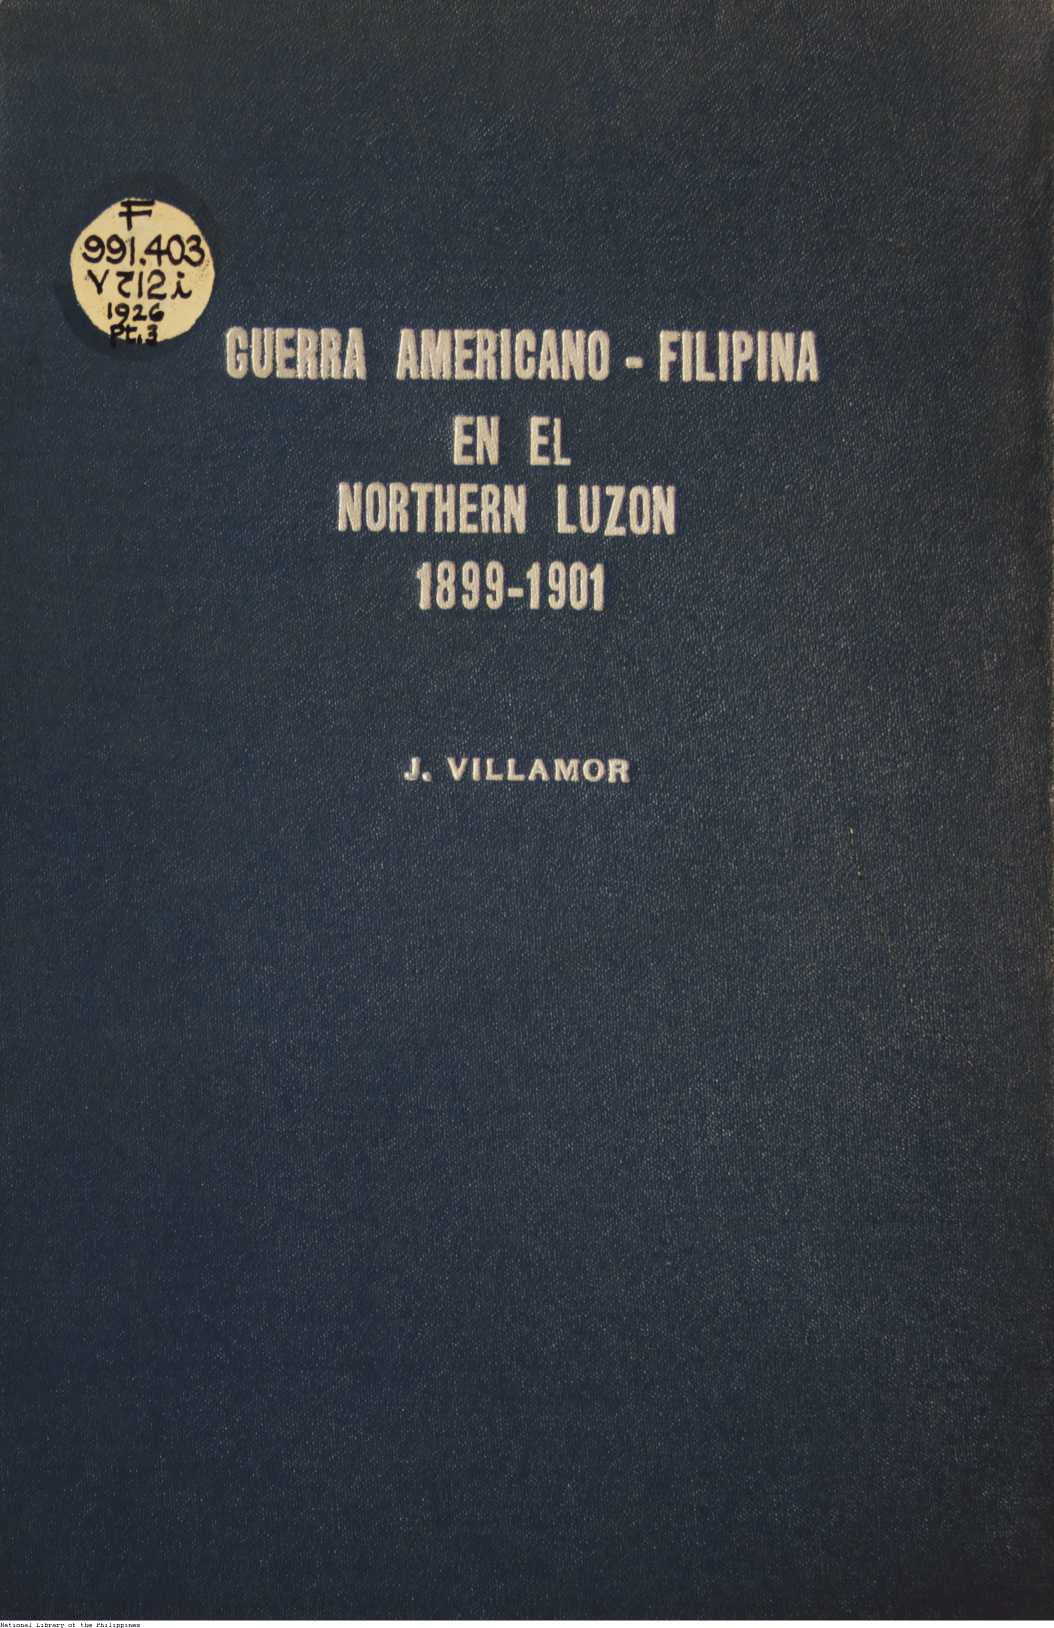 F
991.403
V712i
1926
Pt.3
GUERRA AMERICANO - FILIPINA
EN EL
NORTHERN LUZON
1899-1901
J. VILLAMOR
National Library of the Philippines